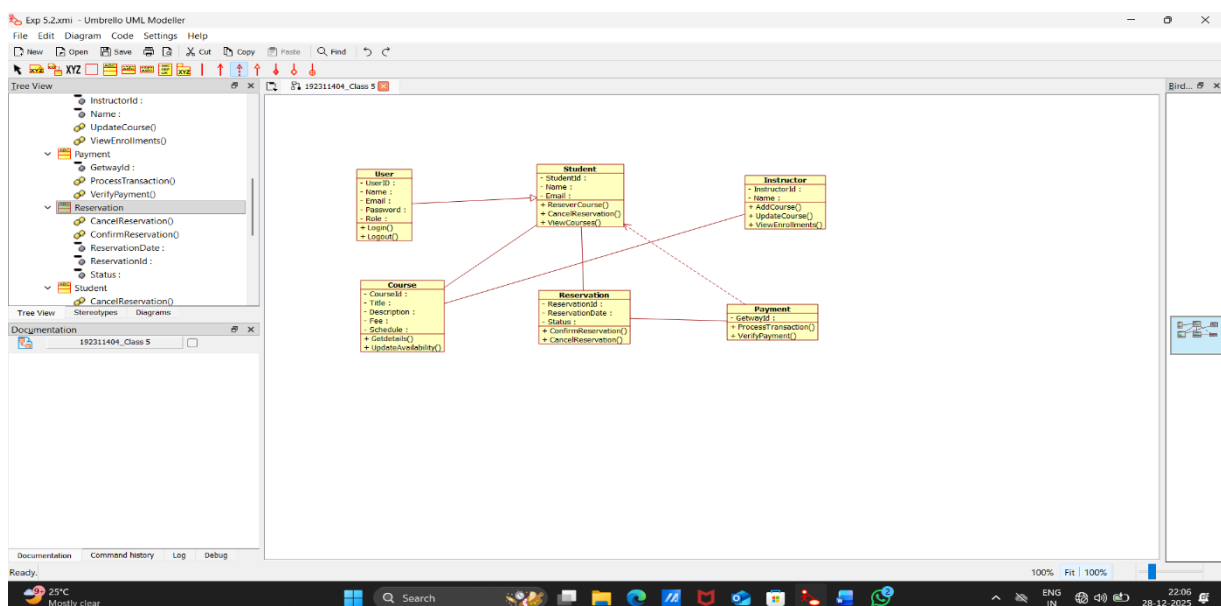 Exp 5.2.xmi - Umbrello UML Modeller
File Edit Diagram Code Settings Help
New Open Save Cut Copy Paste Find
XYZ
Tree View
192311404_Class 5
Bird...
InstructorId :
Name :
UpdateCourse()
ViewEnrollments()
Payment
GetwayId :
ProcessTransaction()
VerifyPayment()
Reservation
CancelReservation()
ConfirmReservation()
ReservationDate :
ReservationId :
Status :
Student
CancelReservation()
Tree View Stereotypes Diagrams
Documentation
192311404_Class 5
User
- UserID :
- Name :
- Email :
- Password :
- Role :
+ Login()
+ Logout()
Student
- StudentId :
- Name :
- Email :
+ ReseverCourse()
+ CancelReservation()
+ ViewCourses()
Instructor
- InstructorId :
- Name :
+ AddCourse()
+ UpdateCourse()
+ ViewEnrollments()
Course
- CourseId :
- Title :
- Description :
- Fee :
- Schedule :
+ Getdetails()
+ UpdateAvailability()
Reservation
- ReservationId :
- ReservationDate :
- Status :
+ ConfirmReservation()
+ CancelReservation()
Payment
- GetwayId :
+ ProcessTransaction()
+ VerifyPayment()
Documentation Command history Log Debug
Ready.
100% Fit 100%
9+
25°C
Mostly clear
Search
2
ENG
IN
22:06
28-12-2025